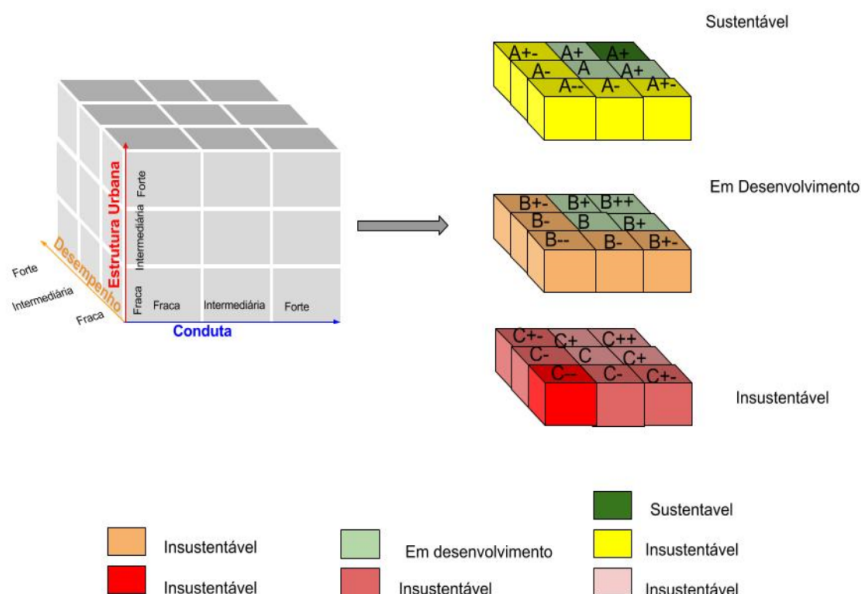 Sustentável
A+- A+ A+
A- A A+
A-- A- A+-
Estrutura Urbana
Forte
Intermediária
Fraca
Desempenho
Forte
Intermediária
Fraca
Fraca Intermediária Forte
Conduta
Em Desenvolvimento
B+- B+ B++
B- B B+
B-- B- B+-
C+- C+ C++
C- C C+
C-- C- C+-
Insustentável
Insustentável
Em desenvolvimento
Sustentavel
Insustentável
Insustentável
Insustentável
Insustentável